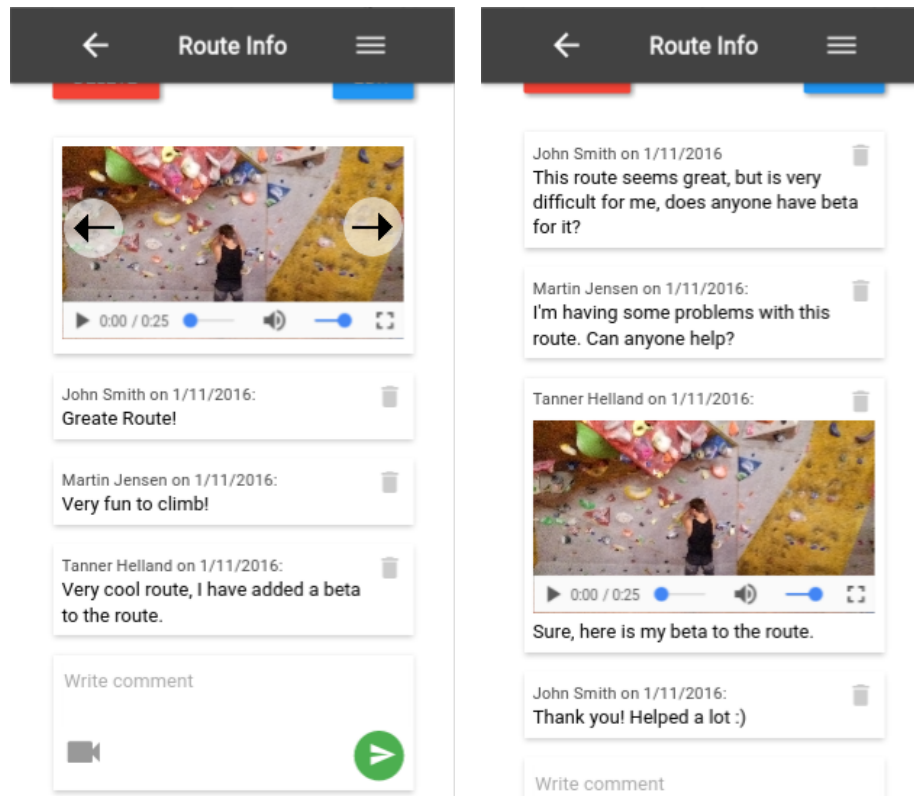 Route Info
0:00 / 0:25
John Smith on 1/11/2016:
Greate Route!
Martin Jensen on 1/11/2016:
Very fun to climb!
Tanner Helland on 1/11/2016:
Very cool route, I have added a beta
to the route.
Write comment
Route Info
John Smith on 1/11/2016
This route seems great, but is very
difficult for me, does anyone have beta
for it?
Martin Jensen on 1/11/2016:
I'm having some problems with this
route. Can anyone help?
Tanner Helland on 1/11/2016:
0:00 / 0:25
Sure, here is my beta to the route.
John Smith on 1/11/2016:
Thank you! Helped a lot :)
Write comment